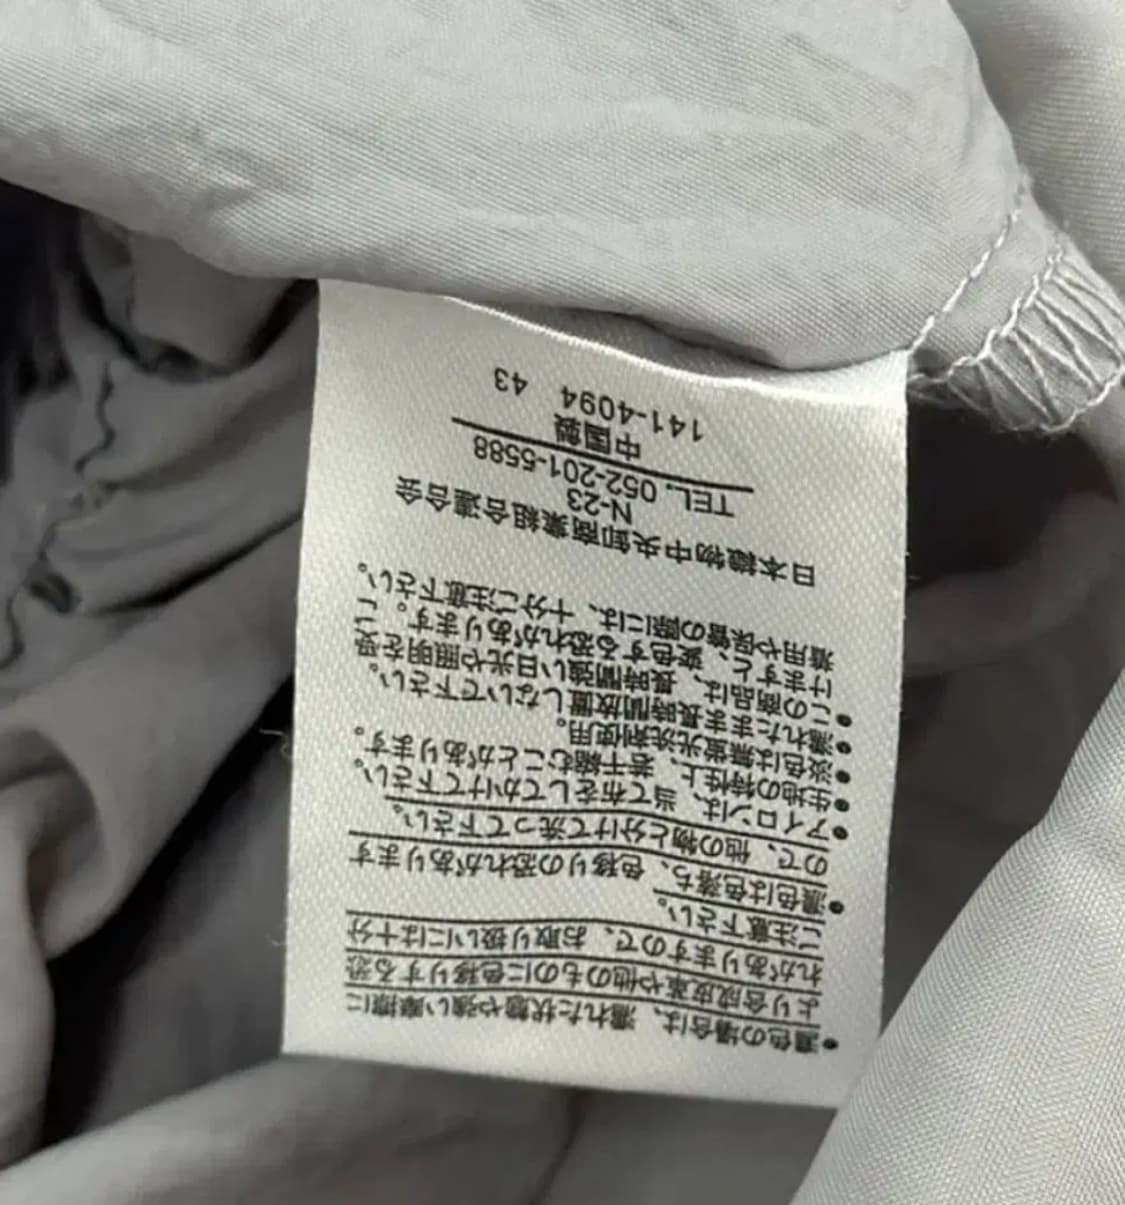 ●濃色の場合は、濡れた状態や強い摩擦に
より合成皮革や他のものに色移りする恐
れがありますので、お取り扱いには十分
ご注意下さい。
●濃色は色落ち、色移りの恐れがあります
ので、他の物と分けて洗って下さい。
●アイロンは、当て布をしてかけて下さい。
●生地の特性上、若干縮むことがあります。
●淡色は無蛍光洗剤使用。
●濡れたまま長時間放置しないで下さい。
●この商品は、長時間強い日光や照明を受
けますと、変色する恐れがあります。ご
着用や保管の際には、十分ご注意下さい。
日本織物中央卸商業組合連合会
N-23
TEL. 052-201-5588
中国製
141-4094 43